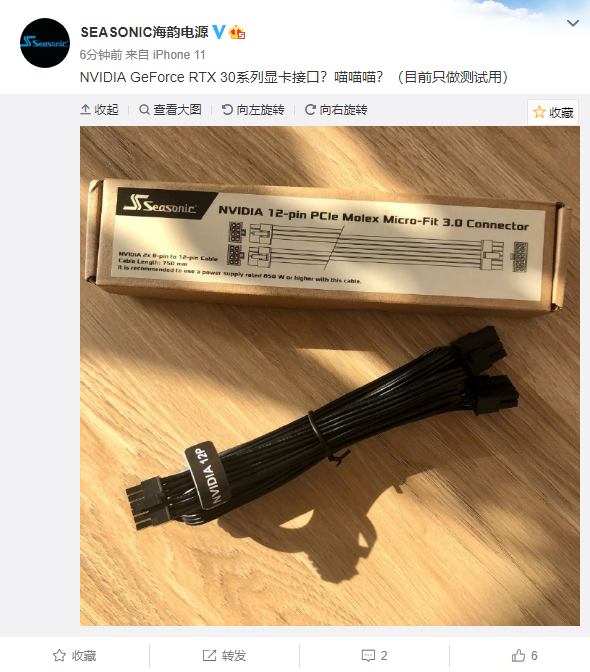 SEASONIC海韵电源
6分钟前 来自 iPhone 11
NVIDIA GeForce RTX 30系列显卡接口？喵喵喵？（目前只做测试用）
收起 查看大图 向左旋转 向右旋转 收藏
Seasonic
Seasonic
NVIDIA 12-pin PCIe Molex Micro-Fit 3.0 Connector
NVIDIA 2x 8-pin to 12-pin Cable
Cable Length: 750 mm
It is recommended to use a power supply rated 850 W or higher with this cable.
NVIDIA 12P
收藏 转发 2 6